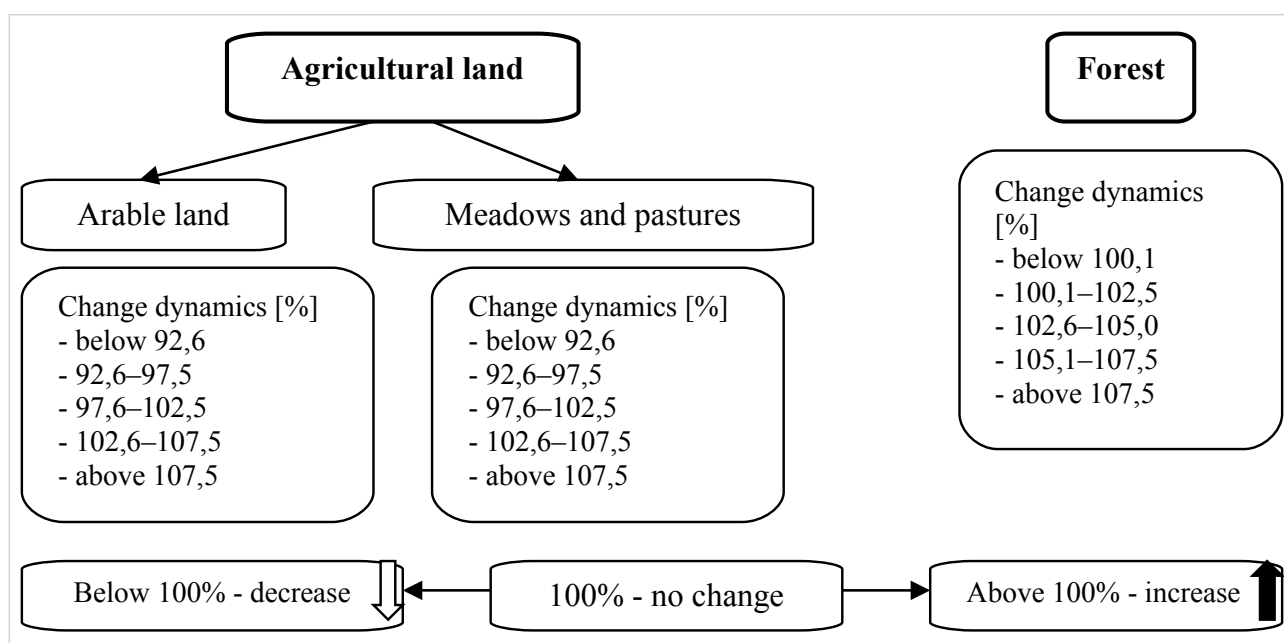 Agricultural land
Forest
Arable land
Meadows and pastures
Change dynamics [%]
- below 92,6
- 92,6–97,5
- 97,6–102,5
- 102,6–107,5
- above 107,5
Change dynamics [%]
- below 92,6
- 92,6–97,5
- 97,6–102,5
- 102,6–107,5
- above 107,5
Change dynamics
[%]
- below 100,1
- 100,1–102,5
- 102,6–105,0
- 105,1–107,5
- above 107,5
Below 100% - decrease
100% - no change
Above 100% - increase